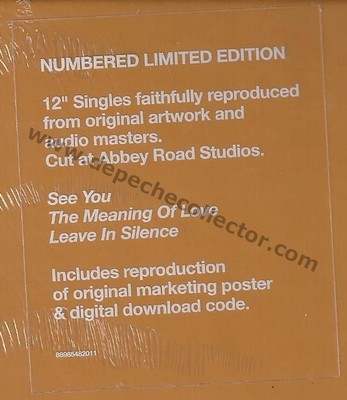 NUMBERED LIMITED EDITION
12" Singles faithfully reproduced
from original artwork and
audio masters.
Cut at Abbey Road Studios.
See You
The Meaning Of Love
Leave In Silence
Includes reproduction
of original marketing poster
& digital download code.
88985482011
www.depechecollector.com